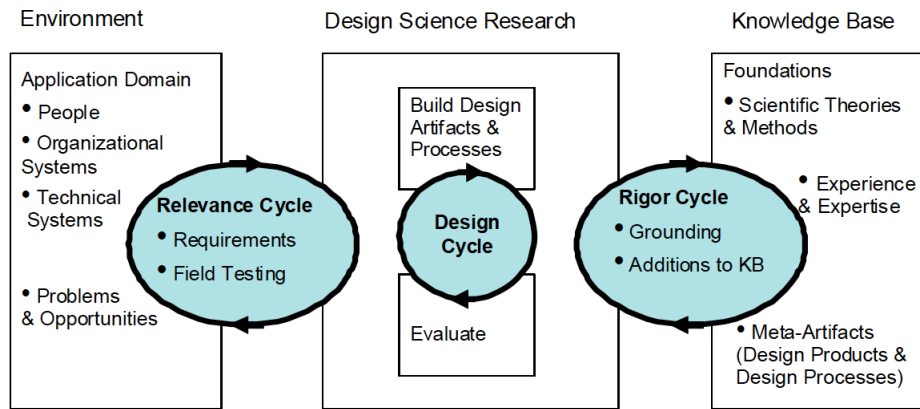 Environment
Design Science Research
Knowledge Base
Application Domain
• People
• Organizational
Systems
• Technical
Systems
• Problems
& Opportunities
Relevance Cycle
• Requirements
• Field Testing
Build Design
Artifacts &
Processes
Design
Cycle
Evaluate
Rigor Cycle
• Grounding
• Additions to KB
Foundations
• Scientific Theories
& Methods
• Experience
& Expertise
• Meta-Artifacts
(Design Products &
Design Processes)